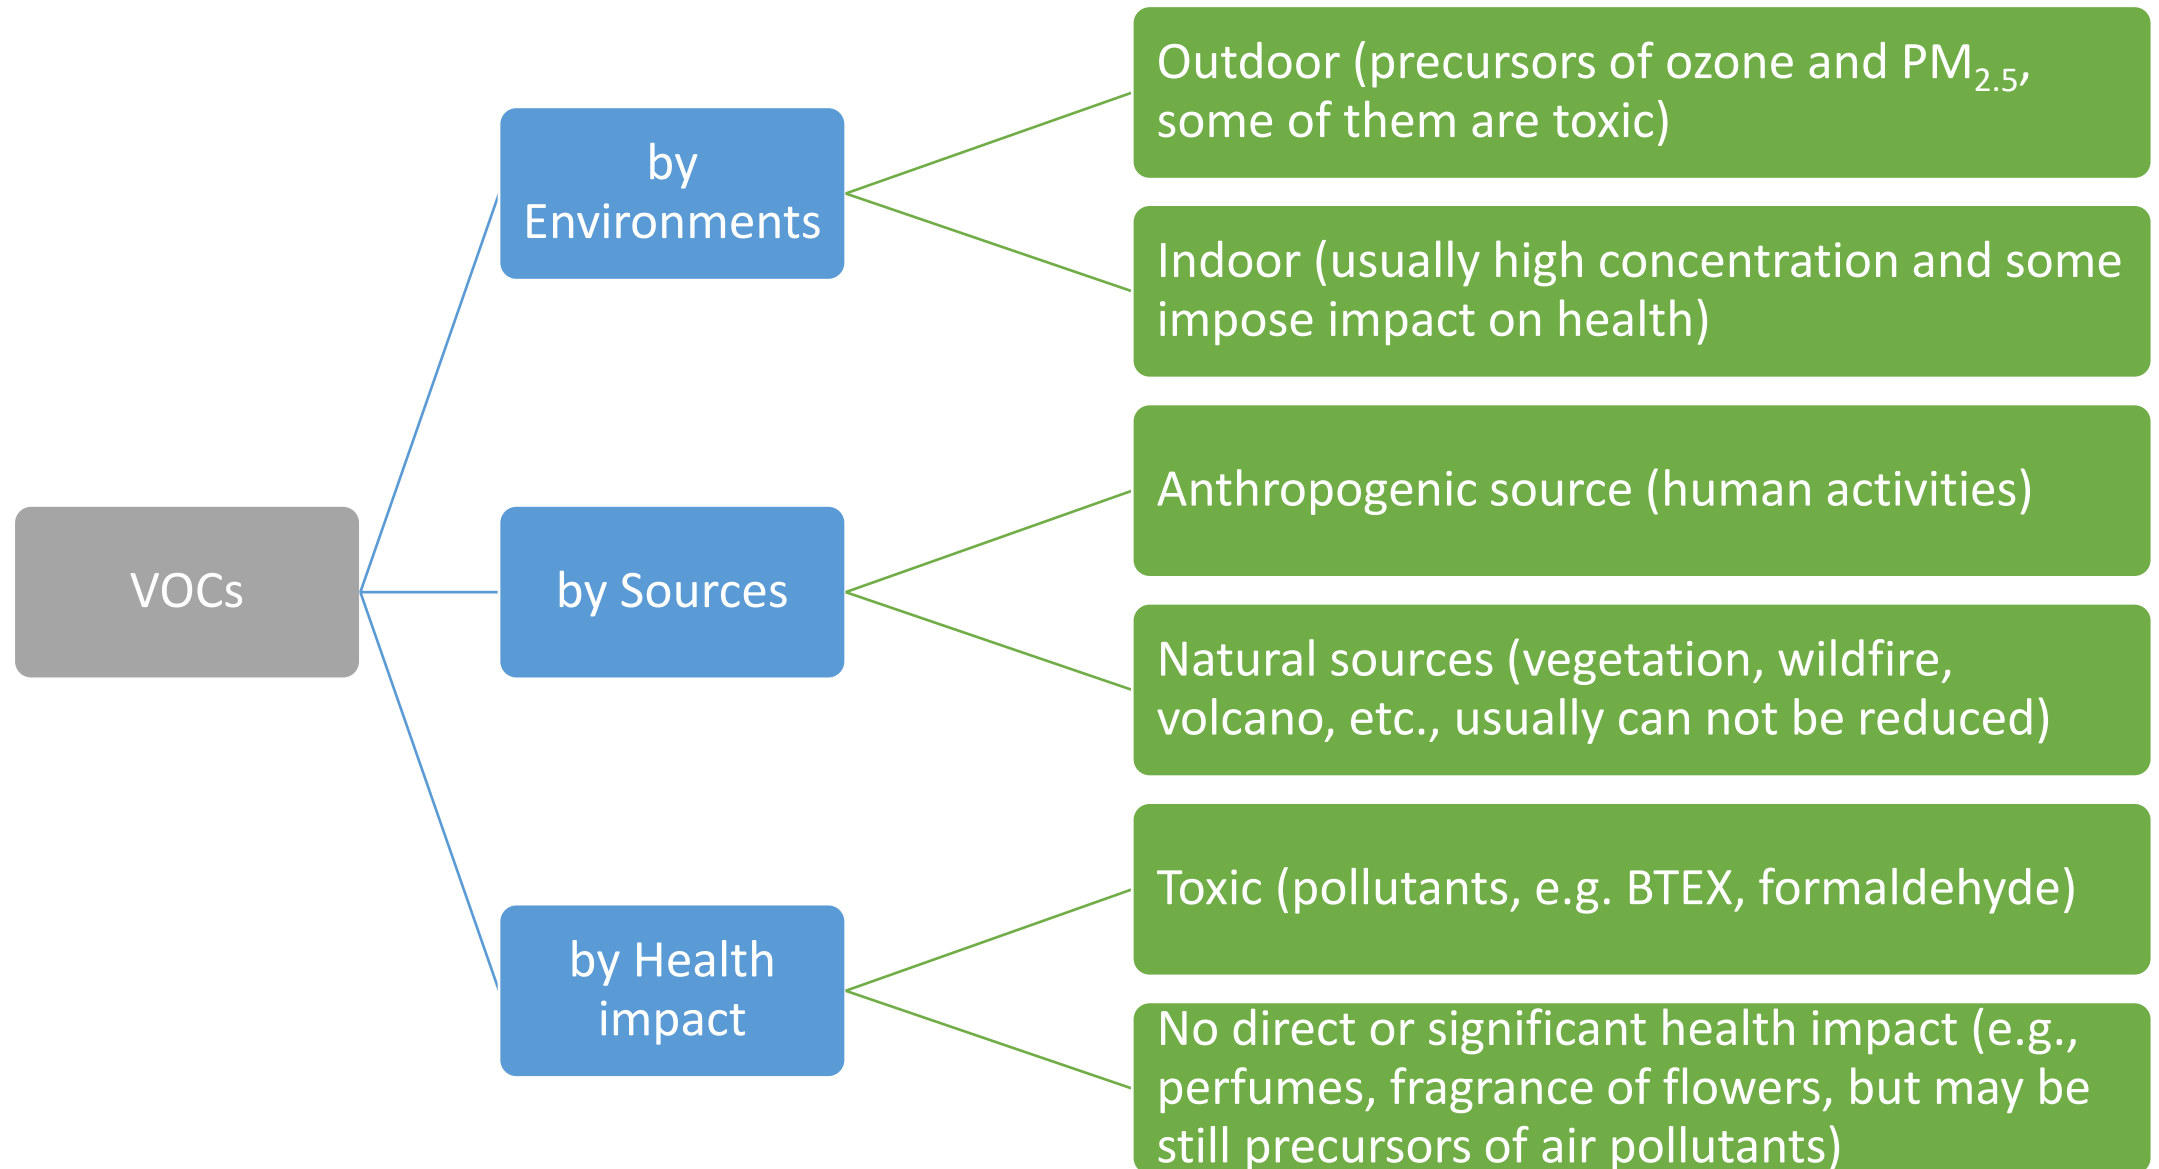 VOCs
by
Environments
Outdoor (precursors of ozone and PM2.5,
some of them are toxic)
Indoor (usually high concentration and some
impose impact on health)
by Sources
Anthropogenic source (human activities)
Natural sources (vegetation, wildfire,
volcano, etc., usually can not be reduced)
by Health
impact
Toxic (pollutants, e.g. BTEX, formaldehyde)
No direct or significant health impact (e.g.,
perfumes, fragrance of flowers, but may be
still precursors of air pollutants)